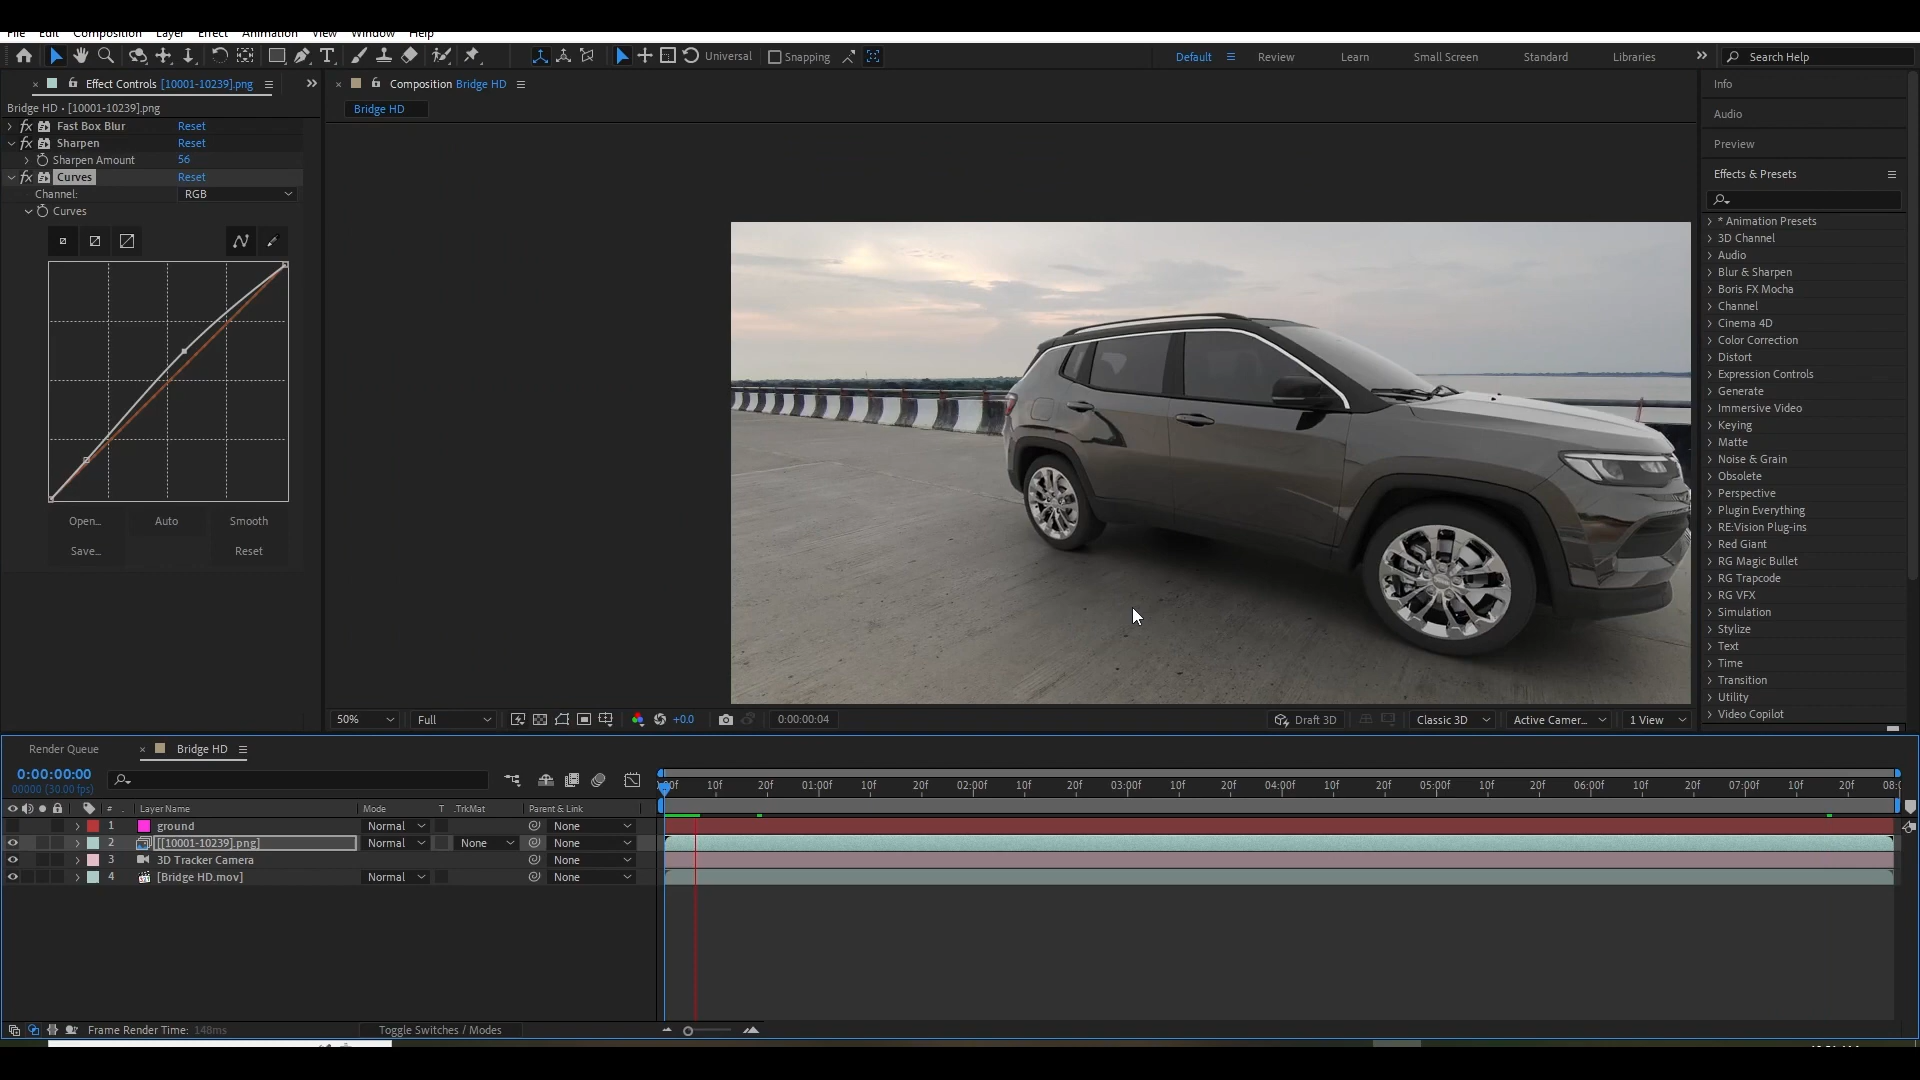 File Edit Composition Layer Effect Animation View Window Help
Universal Snapping Default Review Learn Small Screen Standard Libraries Search Help
Effect Controls [10001-10239].png
Bridge HD • [10001-10239].png
Fast Box Blur Reset
Sharpen Reset
Sharpen Amount 56
Curves Reset
Channel: RGB
Curves
Open... Auto Smooth
Save... Reset
Composition Bridge HD
Bridge HD
50% Full +0.0 0:00:00:04 Draft 3D Classic 3D Active Camer... 1 View
Info
Audio
Preview
Effects & Presets
* Animation Presets
3D Channel
Audio
Blur & Sharpen
Boris FX Mocha
Channel
Cinema 4D
Color Correction
Distort
Expression Controls
Generate
Immersive Video
Keying
Matte
Noise & Grain
Obsolete
Perspective
Plugin Everything
RE:Vision Plug-ins
Red Giant
RG Magic Bullet
RG Trapcode
RG VFX
Simulation
Stylize
Text
Time
Transition
Utility
Video Copilot
Render Queue Bridge HD
0:00:00:00
00000 (30.00 fps)
00f 10f 20f 01:00f 10f 20f 02:00f 10f 20f 03:00f 10f 20f 04:00f 10f 20f 05:00f 10f 20f 06:00f 10f 20f 07:00f 10f 20f 08:0
# Layer Name Mode T .TrkMat Parent & Link
1 ground Normal None
2 [[10001-10239].png] Normal None None
3 3D Tracker Camera None
4 [Bridge HD.mov] Normal None
Frame Render Time: 148ms Toggle Switches / Modes